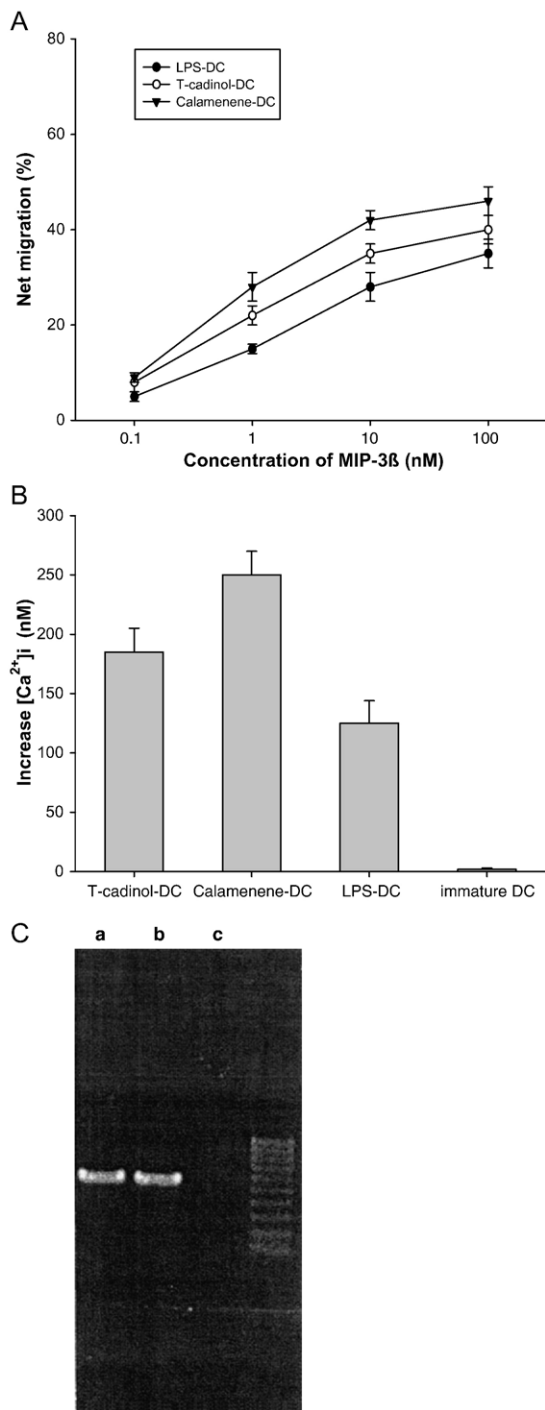 A
80
60
40
20
0
Net migration (%)
LPS-DC
T-cadinol-DC
Calamenene-DC
0.1 1 10 100
Concentration of MIP-3ß (nM)
B
300
250
200
150
100
50
0
Increase [Ca²⁺]i (nM)
T-cadinol-DC Calamenene-DC LPS-DC immature DC
C
a b c